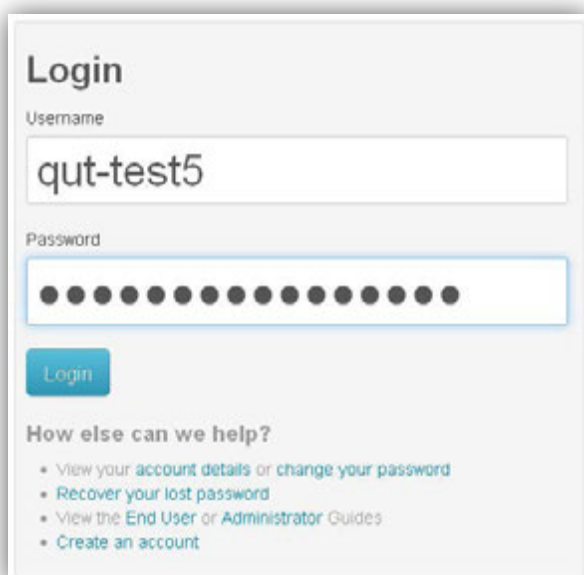 Login
Username
qut-test5
Password
●●●●●●●●●●●●●●●●
Login
How else can we help?
• View your account details or change your password
• Recover your lost password
• View the End User or Administrator Guides
• Create an account